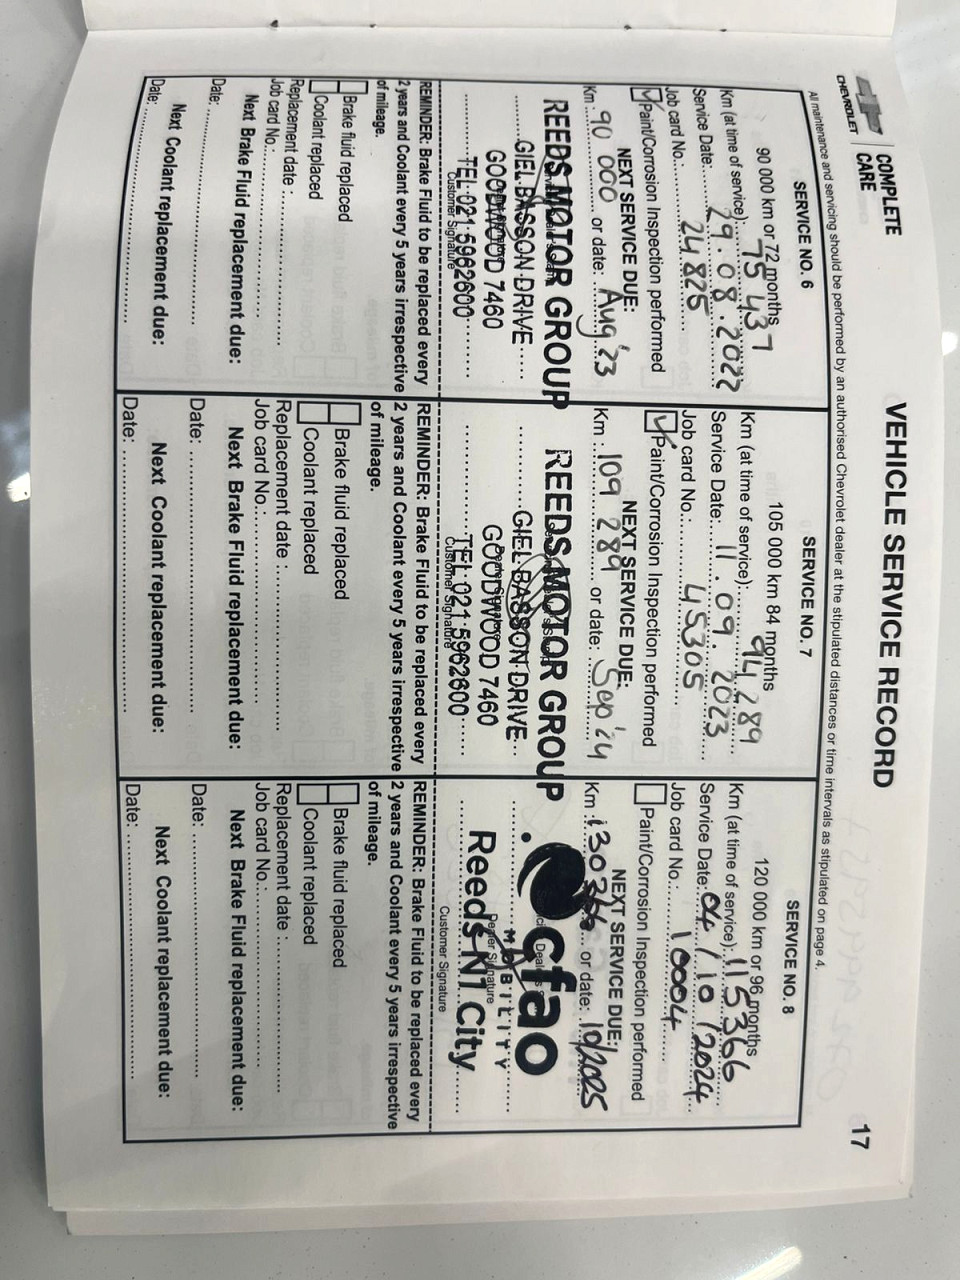 CHEVROLET
COMPLETE
CARE
VEHICLE SERVICE RECORD
17
All maintenance and servicing should be performed by an authorised Chevrolet dealer at the stipulated distances or time intervals as stipulated on page 4.
SERVICE NO. 6
90 000 km or 72 months
Km (at time of service): 75 437
Service Date: 29.08.2022
Job card No.: 24825
Paint/Corrosion Inspection performed
NEXT SERVICE DUE:
Km: 90 000 or date: Aug '23
REEDS MOTOR GROUP
GIEL BASSON DRIVE
Dealer Signature
GOODWOOD 7460
TEL: 021 5962600
Customer Signature
REMINDER: Brake Fluid to be replaced every
2 years and Coolant every 5 years irrespective
of mileage.
Brake fluid replaced
Coolant replaced
Replacement date :
Job card No.:
Next Brake Fluid replacement due:
Date:
Next Coolant replacement due:
Date:
SERVICE NO. 7
105 000 km 84 months
Km (at time of service): 94 289
Service Date: 11.09.2023
Job card No.: 45305
Paint/Corrosion Inspection performed
NEXT SERVICE DUE:
Km: 109 289 or date: Sep '24
REEDS MOTOR GROUP
GIEL BASSON DRIVE
Dealer Signature
GOODWOOD 7460
TEL: 021 5962600
Customer Signature
REMINDER: Brake Fluid to be replaced every
2 years and Coolant every 5 years irrespective
of mileage.
Brake fluid replaced
Coolant replaced
Replacement date :
Job card No.:
Next Brake Fluid replacement due:
Date:
Next Coolant replacement due:
Date:
SERVICE NO. 8
120 000 km or 96 months
Km (at time of service): 115366
Service Date: 04/10/2024
Job card No.: 10004
Paint/Corrosion Inspection performed
NEXT SERVICE DUE:
Km: or date: 10/2025
cfao
MOBILITY
Dealer Signature
Reeds N1 City
Customer Signature
REMINDER: Brake Fluid to be replaced every
2 years and Coolant every 5 years irrespective
of mileage.
Brake fluid replaced
Coolant replaced
Replacement date :
Job card No.:
Next Brake Fluid replacement due:
Date:
Next Coolant replacement due:
Date: